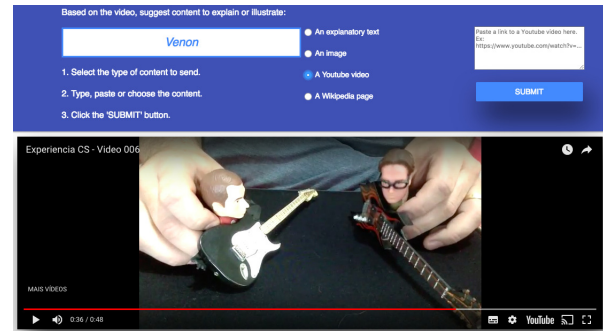 Based on the video, suggest content to explain or illustrate:
Venon
1. Select the type of content to send.
2. Type, paste or choose the content.
3. Click the 'SUBMIT' button.
An explanatory text
An image
A Youtube video
A Wikipedia page
Paste a link to a Youtube video here.
Ex:
https://www.youtube.com/watch?v=...
SUBMIT
Experiencia CS - Video 006
MAIS VÍDEOS
0:36 / 0:48
YouTube